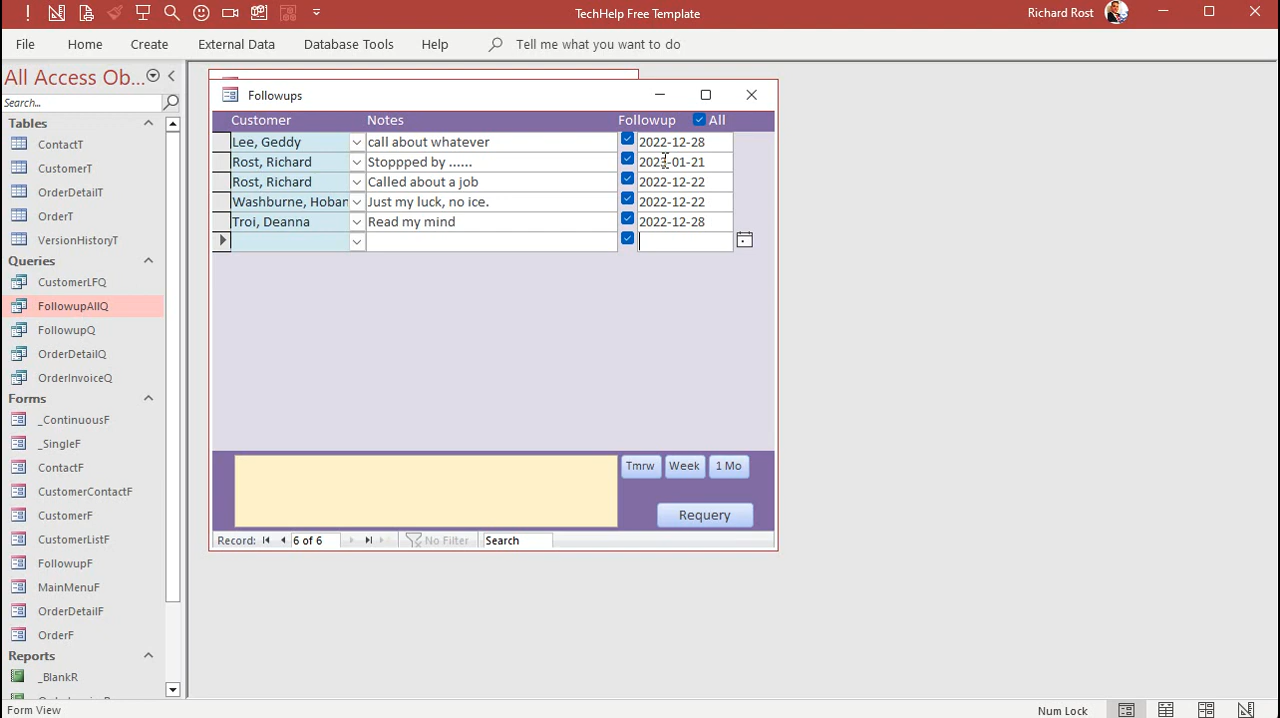 TechHelp Free Template
Richard Rost
File Home Create External Data Database Tools Help Tell me what you want to do
All Access Ob...
Search...
Tables
ContactT
CustomerT
OrderDetailT
OrderT
VersionHistoryT
Queries
CustomerLFQ
FollowupAllQ
FollowupQ
OrderDetailQ
OrderInvoiceQ
Forms
_ContinuousF
_SingleF
ContactF
CustomerContactF
CustomerF
CustomerListF
FollowupF
MainMenuF
OrderDetailF
OrderF
Reports
_BlankR
Followups
Customer Notes Followup All
Lee, Geddy call about whatever 2022-12-28
Rost, Richard Stoppped by ...... 2023-01-21
Rost, Richard Called about a job 2022-12-22
Washburne, Hoban Just my luck, no ice. 2022-12-22
Troi, Deanna Read my mind 2022-12-28
Tmrw Week 1 Mo
Requery
Record: 6 of 6 No Filter Search
Form View
Num Lock